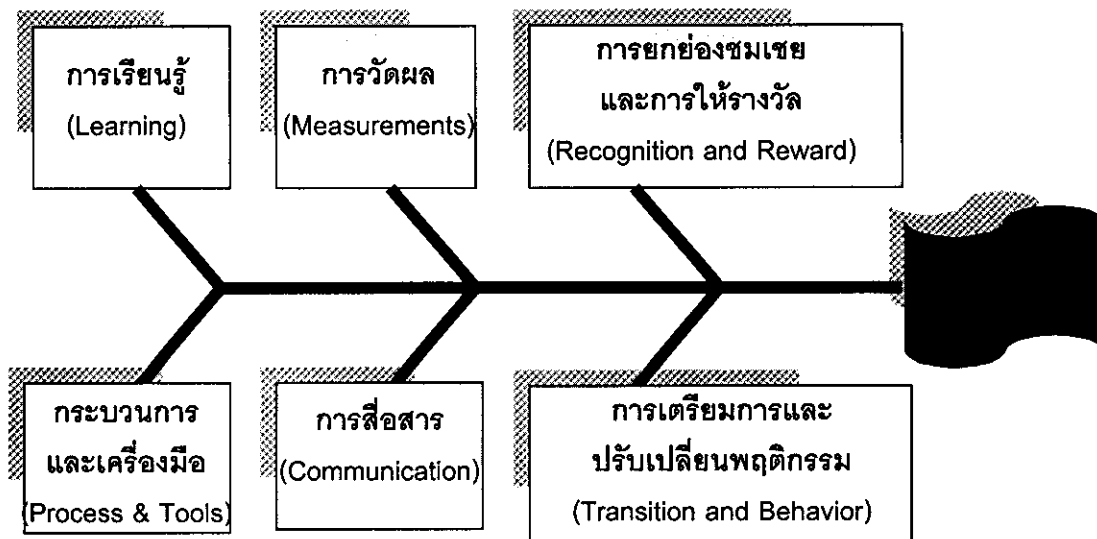 การเรียนรู้
(Learning)
การวัดผล
(Measurements)
การยกย่องชมเชย
และการให้รางวัล
(Recognition and Reward)
กระบวนการ
และเครื่องมือ
(Process & Tools)
การสื่อสาร
(Communication)
การเตรียมการและ
ปรับเปลี่ยนพฤติกรรม
(Transition and Behavior)